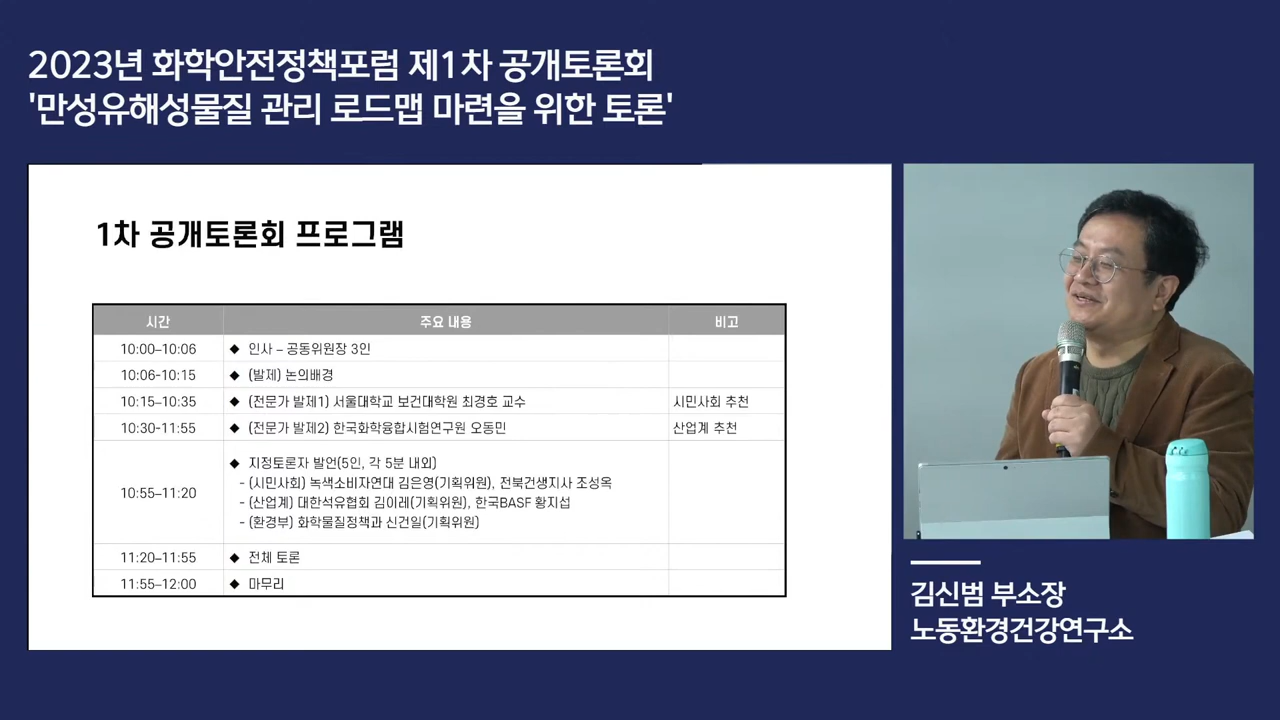 2023년 화학안전정책포럼 제1차 공개토론회
'만성유해성물질 관리 로드맵 마련을 위한 토론'
1차 공개토론회 프로그램
시간 주요 내용 비고
10:00–10:06 ◆ 인사 – 공동위원장 3인
10:06-10:15 ◆ (발제) 논의배경
10:15–10:35 ◆ (전문가 발제1) 서울대학교 보건대학원 최경호 교수 시민사회 추천
10:30-11:55 ◆ (전문가 발제2) 한국화학융합시험연구원 오동민 산업계 추천
10:55–11:20 ◆ 지정토론자 발언(5인, 각 5분 내외)
- (시민사회) 녹색소비자연대 김은영(기획위원), 전북건생지사 조성옥
- (산업계) 대한석유협회 김이레(기획위원), 한국BASF 황지섭
- (환경부) 화학물질정책과 신건일(기획위원)
11:20–11:55 ◆ 전체 토론
11:55–12:00 ◆ 마무리
김신범 부소장
노동환경건강연구소